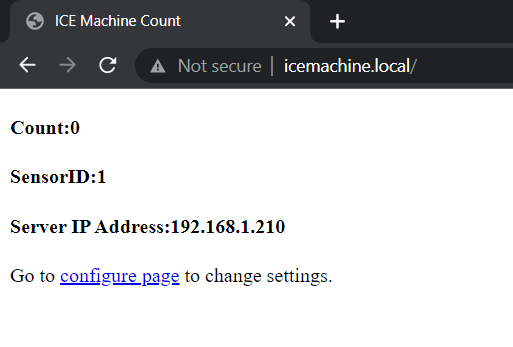 ICE Machine Count
Not secure | icemachine.local/
Count:0
SensorID:1
Server IP Address:192.168.1.210
Go to configure page to change settings.